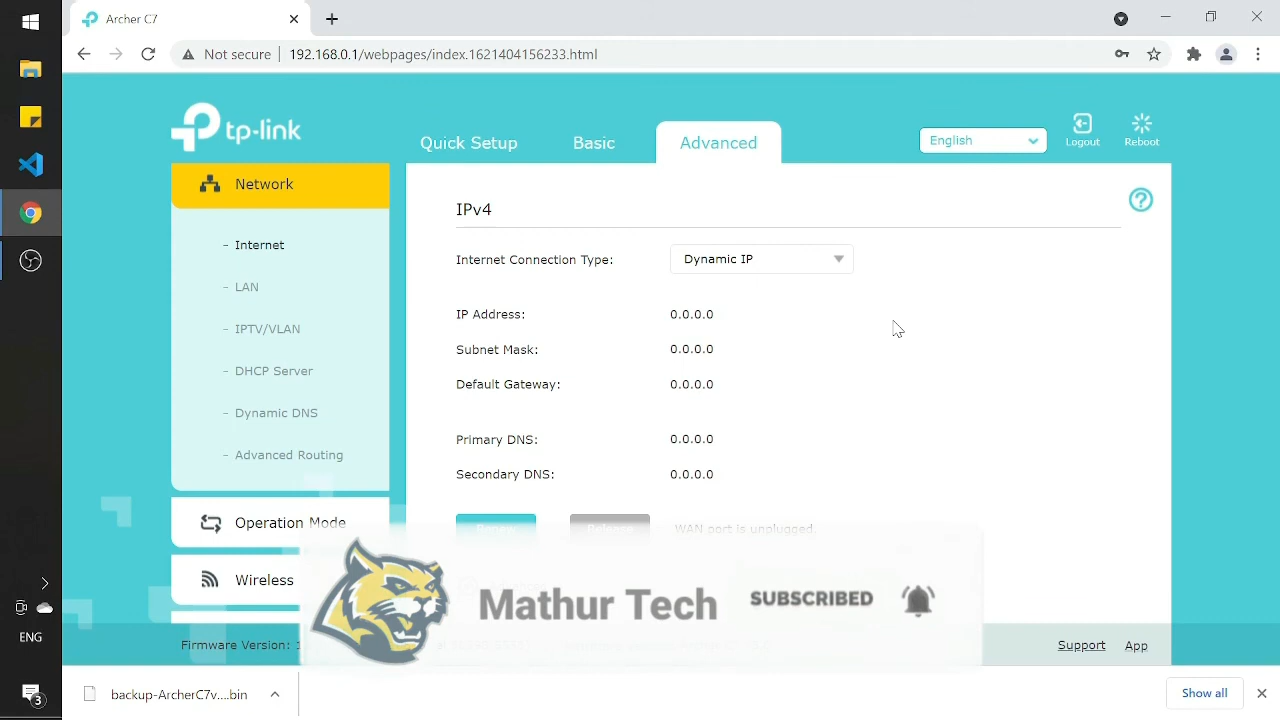 Archer C7
Not secure
192.168.0.1/webpages/index.1621404156233.html
tp-link
Quick Setup
Basic
Advanced
English
Logout
Reboot
Network
- Internet
- LAN
- IPTV/VLAN
- DHCP Server
- Dynamic DNS
- Advanced Routing
Operation Mode
Wireless
IPv4
Internet Connection Type:
Dynamic IP
IP Address:
0.0.0.0
Subnet Mask:
0.0.0.0
Default Gateway:
0.0.0.0
Primary DNS:
0.0.0.0
Secondary DNS:
0.0.0.0
Renew
Release
WAN port is unplugged.
Advanced
Mathur Tech
SUBSCRIBED
Firmware Version:
Support
App
ENG
3
backup-ArcherC7v....bin
Show all